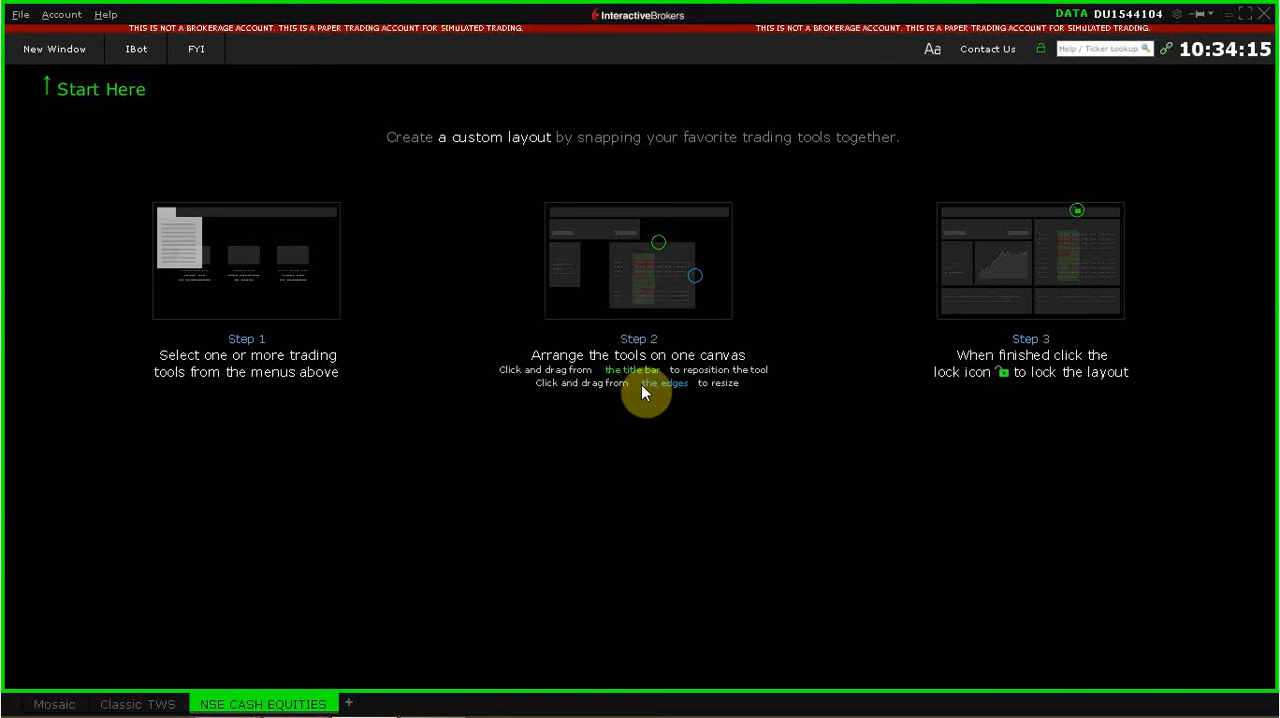 File Account Help InteractiveBrokers DATA DU1544104
THIS IS NOT A BROKERAGE ACCOUNT. THIS IS A PAPER TRADING ACCOUNT FOR SIMULATED TRADING. THIS IS NOT A BROKERAGE ACCOUNT. THIS IS A PAPER TRADING ACCOUNT FOR SIMULATED TRADING.
New Window IBot FYI Aa Contact Us Help / Ticker Lookup 10:34:15
Start Here
Create a custom layout by snapping your favorite trading tools together.
Step 1
Select one or more trading
tools from the menus above
Step 2
Arrange the tools on one canvas
Click and drag from the title bar to reposition the tool
Click and drag from the edges to resize
Step 3
When finished click the
lock icon to lock the layout
Mosaic Classic TWS NSE CASH EQUITIES +